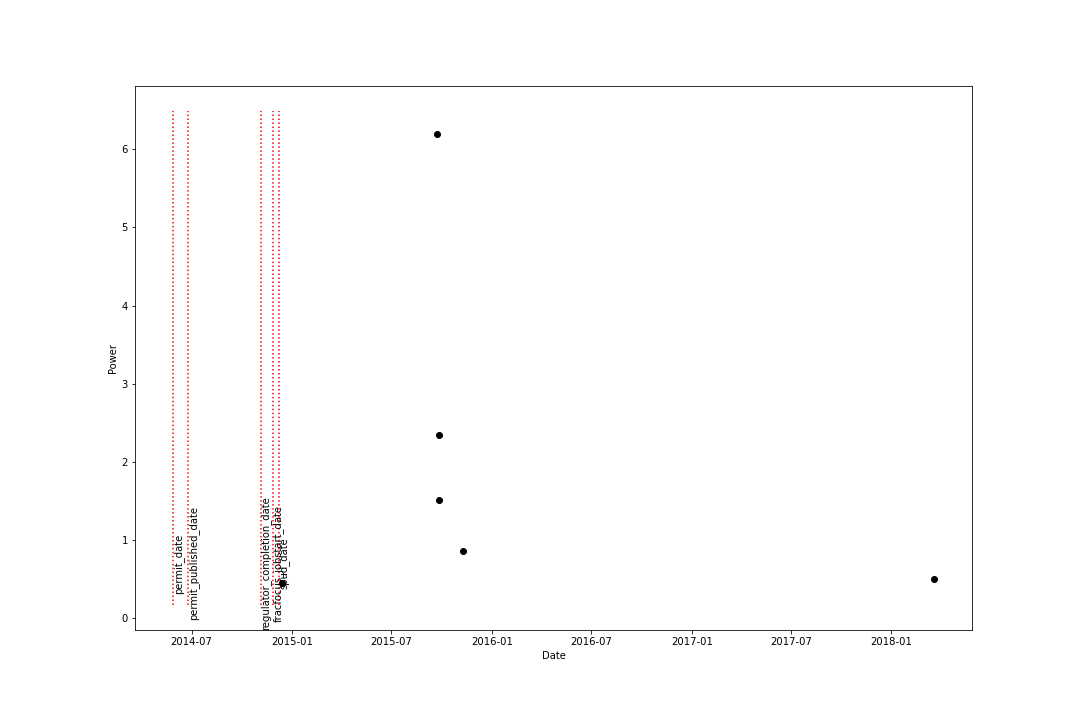 6
5
4
3
2
1
0
Power
permit_date
permit_published_date
regulator_completion_date
fracfocus_jobstart_date
spud_date
2014-07
2015-01
2015-07
2016-01
2016-07
2017-01
2017-07
2018-01
Date